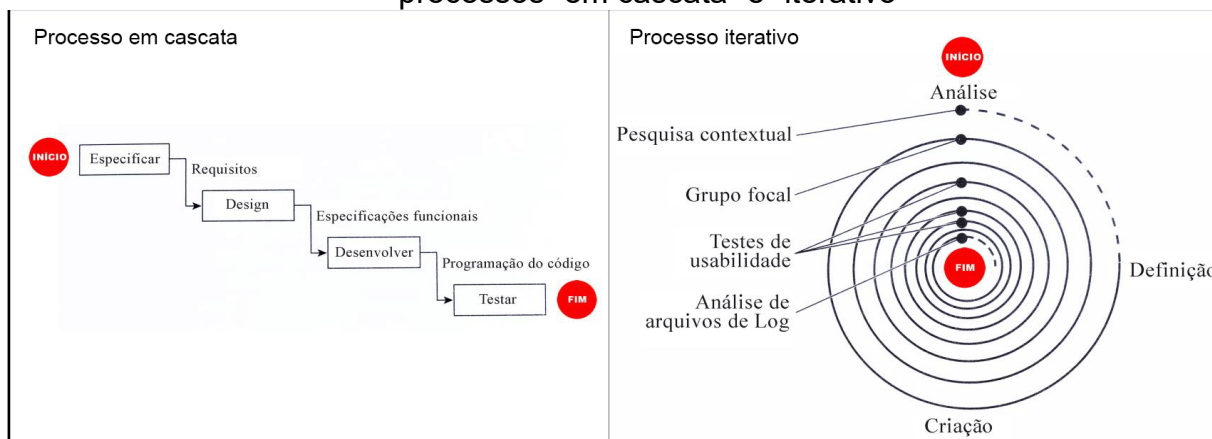 processos "em cascata" e "iterativo"
Processo em cascata
INÍCIO
Especificar
Requisitos
Design
Especificações funcionais
Desenvolver
Programação do código
Testar
FIM
Processo iterativo
INÍCIO
Análise
Pesquisa contextual
Grupo focal
Testes de
usabilidade
Análise de
arquivos de Log
FIM
Definição
Criação